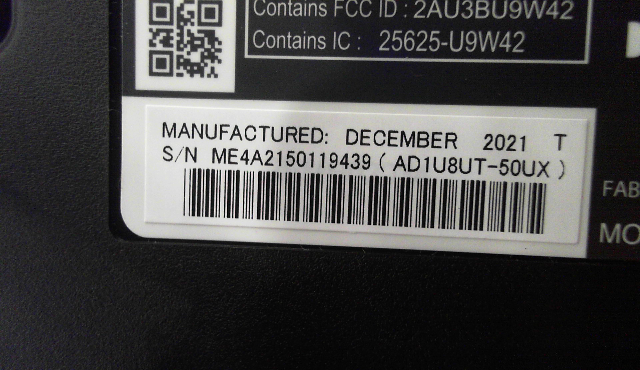 Contains FCC ID : 2AU3BU9W42
Contains IC : 25625-U9W42
MANUFACTURED: DECEMBER 2021 T
S/N ME4A2150119439 ( AD1U8UT-50UX )
FAB
MO